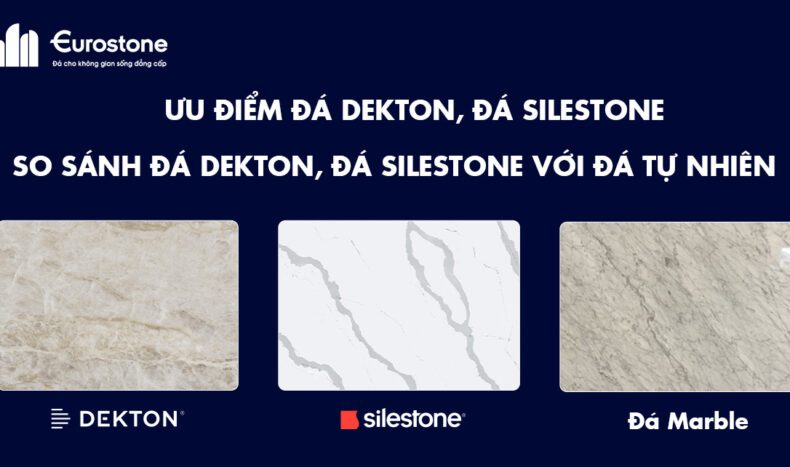 Eurostone
Đá cho không gian sống đẳng cấp
ƯU ĐIỂM ĐÁ DEKTON, ĐÁ SILESTONE
SO SÁNH ĐÁ DEKTON, ĐÁ SILESTONE VỚI ĐÁ TỰ NHIÊN
DEKTON®
silestone®
Đá Marble